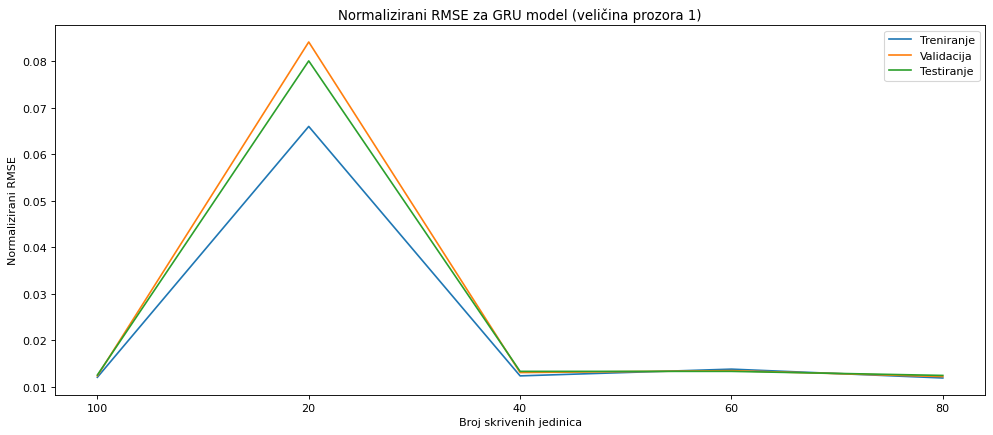 Normalizirani RMSE za GRU model (veličina prozora 1)
Treniranje
Validacija
Testiranje
Normalizirani RMSE
0.08
0.07
0.06
0.05
0.04
0.03
0.02
0.01
100 20 40 60 80
Broj skrivenih jedinica